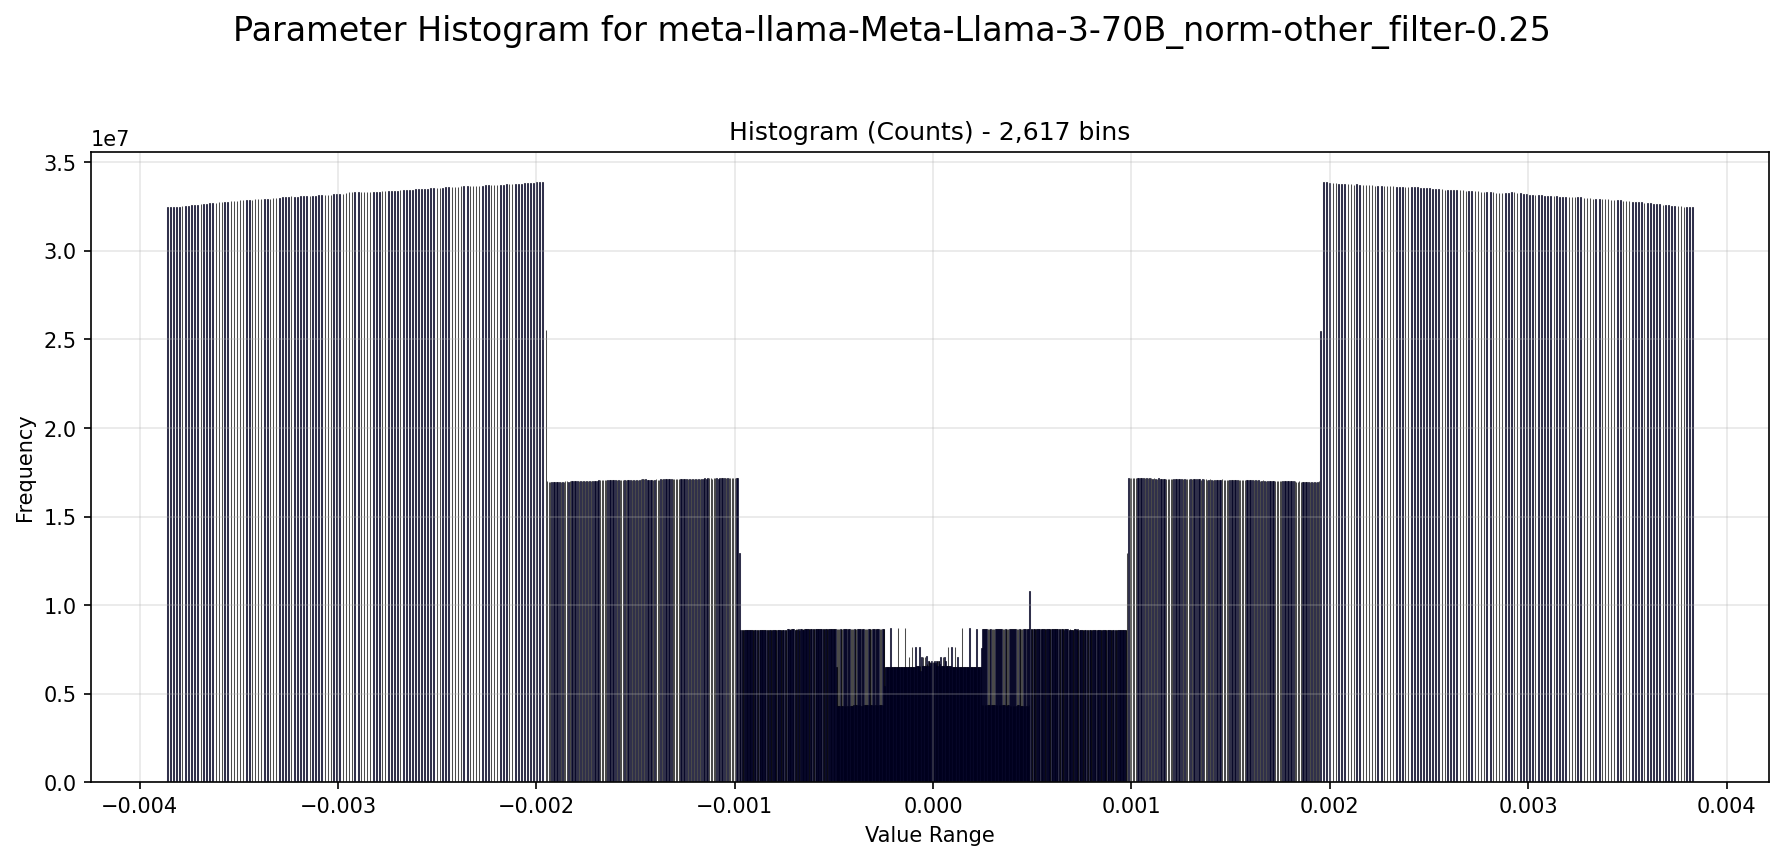 Parameter Histogram for meta-llama-Meta-Llama-3-70B_norm-other_filter-0.25
Histogram (Counts) - 2,617 bins
1e7
3.5
3.0
2.5
2.0
1.5
1.0
0.5
0.0
Frequency
−0.004 −0.003 −0.002 −0.001 0.000 0.001 0.002 0.003 0.004
Value Range